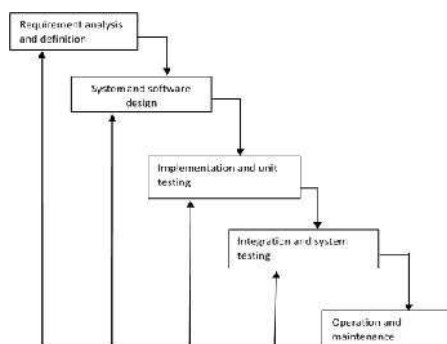 Requirement analysis
and definition
System and software
design
Implementation and unit
testing
Integration and system
testing
Operation and
maintenance